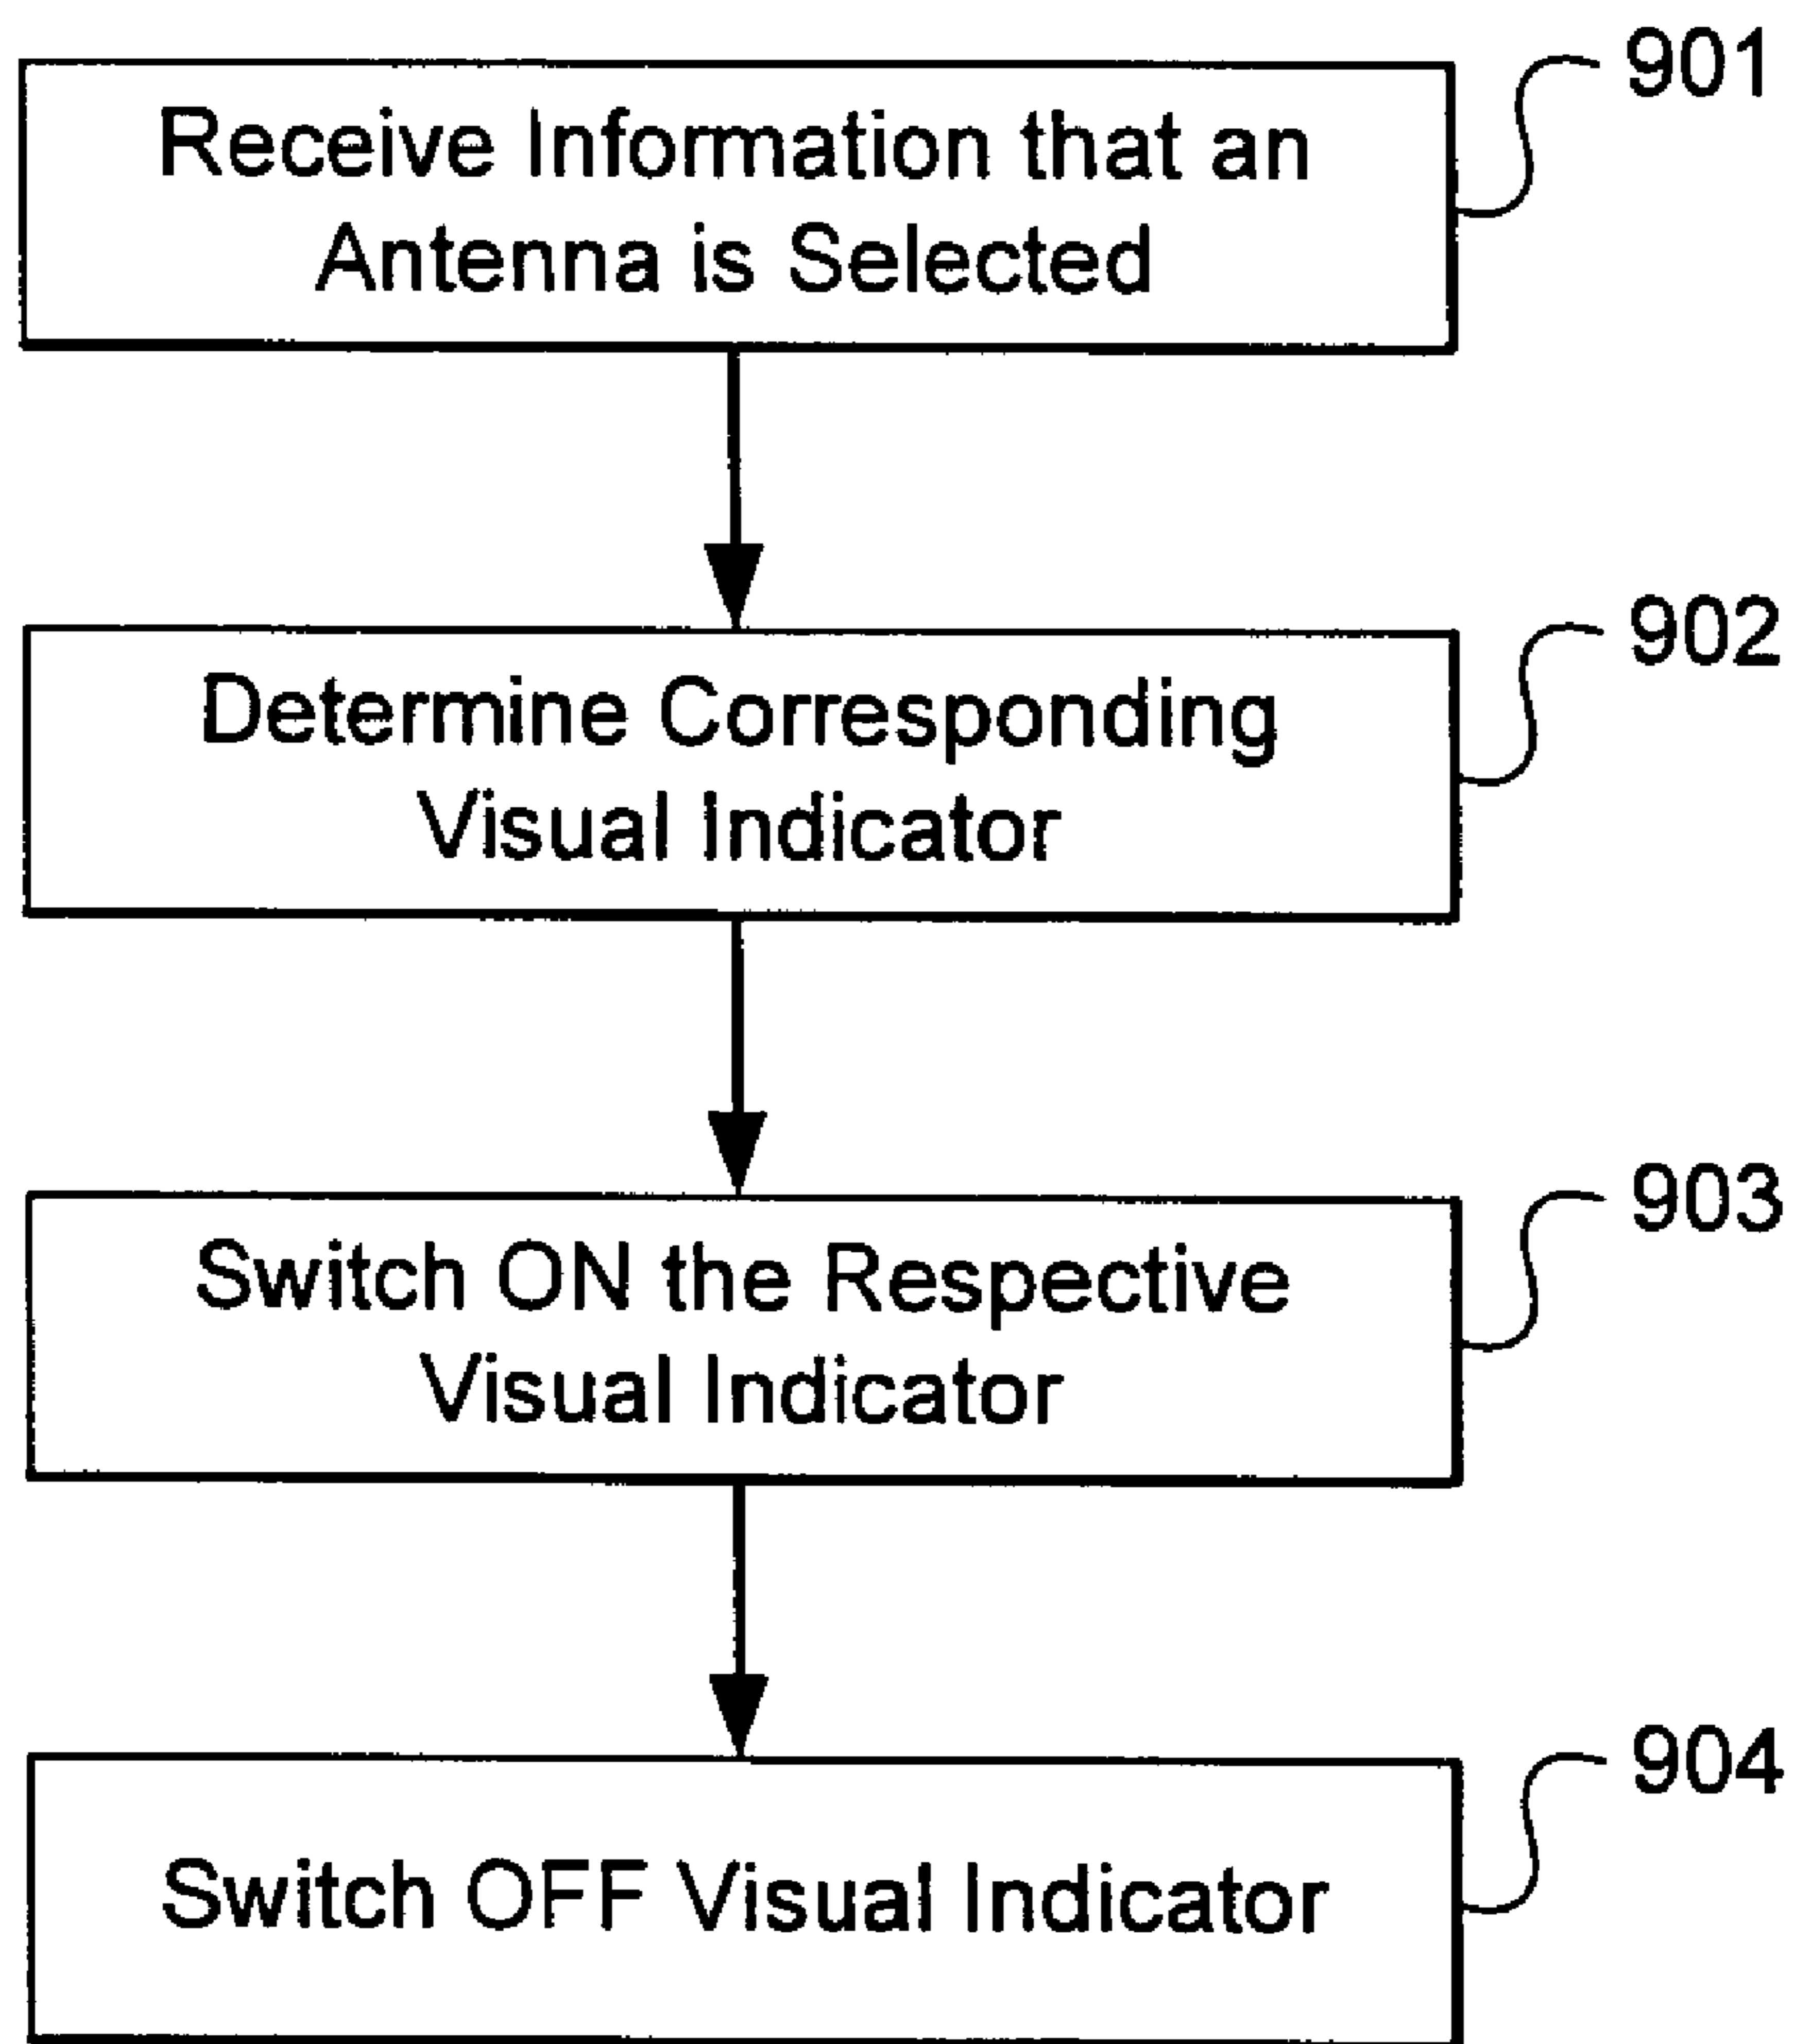 901
Receive Information that an
Antenna is Selected
902
Determine Corresponding
Visual Indicator
903
Switch ON the Respective
Visual Indicator
904
Switch OFF Visual Indicator